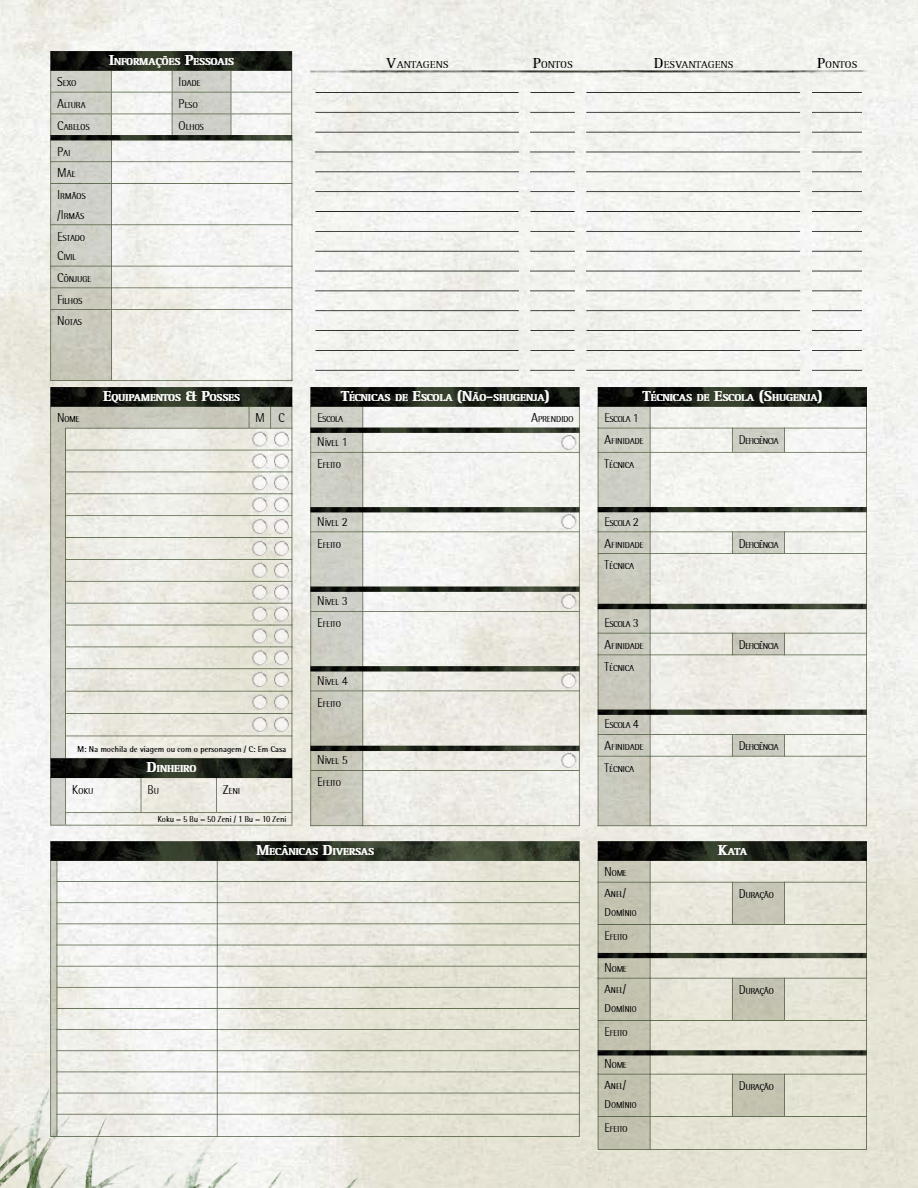 Informações Pessoais
Sexo Idade
Altura Peso
Cabelos Olhos
Pai
Mãe
Irmãos
/Irmãs
Estado
Civil
Cônjuge
Filhos
Notas
Vantagens Pontos Desvantagens Pontos
Equipamentos & Posses
Nome M C
M: Na mochila de viagem ou com o personagem / C: Em Casa
Dinheiro
Koku Bu Zeni
Koku = 5 Bu = 50 Zeni / 1 Bu = 10 Zeni
Técnicas de Escola (Não-shugenja)
Escola Aprendido
Nível 1
Efeito
Nível 2
Efeito
Nível 3
Efeito
Nível 4
Efeito
Nível 5
Efeito
Técnicas de Escola (Shugenja)
Escola 1
Afinidade Deficiência
Técnica
Escola 2
Afinidade Deficiência
Técnica
Escola 3
Afinidade Deficiência
Técnica
Escola 4
Afinidade Deficiência
Técnica
Mecânicas Diversas
Kata
Nome
Anel/ Duração
Domínio
Efeito
Nome
Anel/ Duração
Domínio
Efeito
Nome
Anel/ Duração
Domínio
Efeito